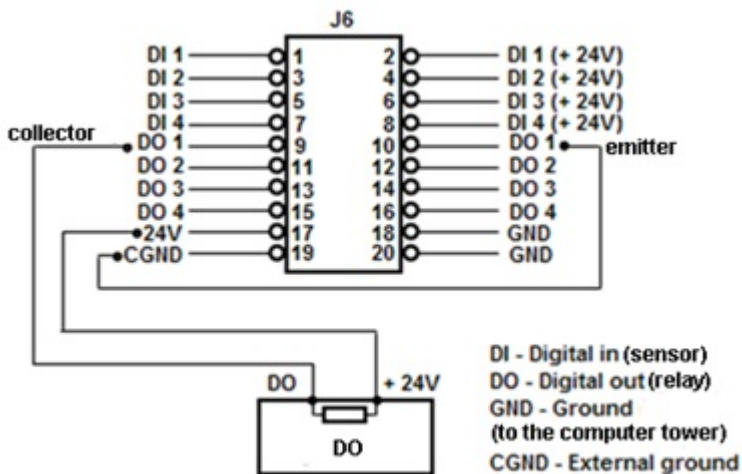 J6
DI 1 1 2 DI 1 (+ 24V)
DI 2 3 4 DI 2 (+ 24V)
DI 3 5 6 DI 3 (+ 24V)
DI 4 7 8 DI 4 (+ 24V)
collector
DO 1 9 10 DO 1 emitter
DO 2 11 12 DO 2
DO 3 13 14 DO 3
DO 4 15 16 DO 4
24V 17 18 GND
CGND 19 20 GND
DO + 24V
DO
DI - Digital in (sensor)
DO - Digital out (relay)
GND - Ground
(to the computer tower)
CGND - External ground